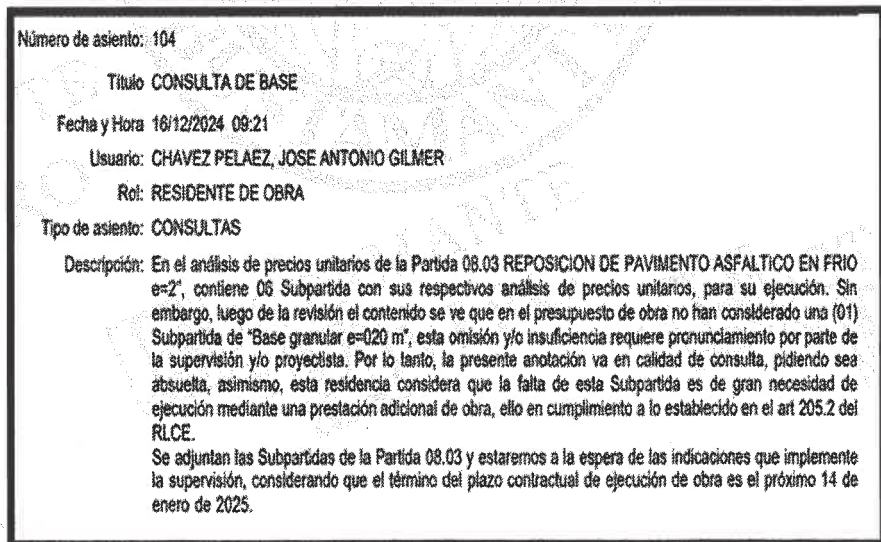 Número de asiento: 104
Título CONSULTA DE BASE
Fecha y Hora 16/12/2024 09:21
Usuario: CHAVEZ PELAEZ, JOSE ANTONIO GILMER
Rol: RESIDENTE DE OBRA
Tipo de asiento: CONSULTAS
Descripción: En el análisis de precios unitarios de la Partida 08.03 REPOSICION DE PAVIMENTO ASFALTICO EN FRIO
e=2", contiene 06 Subpartida con sus respectivos análisis de precios unitarios, para su ejecución. Sin
embargo, luego de la revisión el contenido se ve que en el presupuesto de obra no han considerado una (01)
Subpartida de "Base granular e=020 m", esta omisión y/o insuficiencia requiere pronunciamiento por parte de
la supervisión y/o proyectista. Por lo tanto, la presente anotación va en calidad de consulta, pidiendo sea
absuelta, asimismo, esta residencia considera que la falta de esta Subpartida es de gran necesidad de
ejecución mediante una prestación adicional de obra, ello en cumplimiento a lo establecido en el art 205.2 del
RLCE.
Se adjuntan las Subpartidas de la Partida 08.03 y estaremos a la espera de las indicaciones que implemente
la supervisión, considerando que el término del plazo contractual de ejecución de obra es el próximo 14 de
enero de 2025.